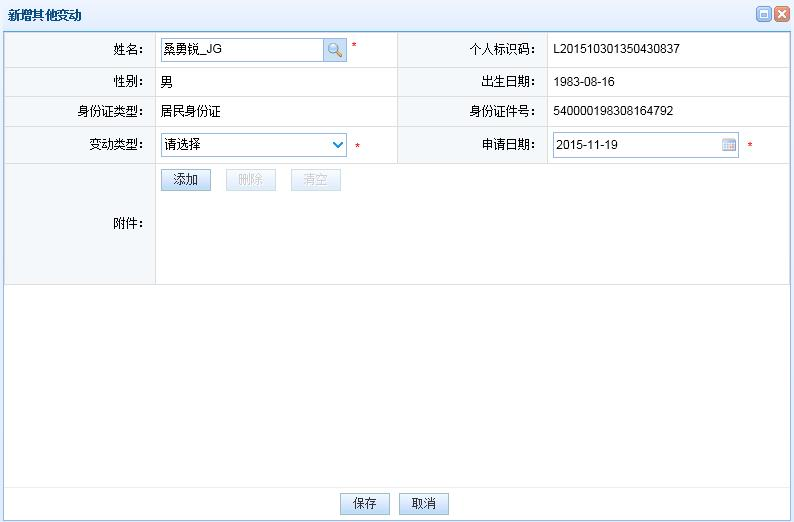 新增其他变动
姓名： 桑勇锐_JG * 个人标识码： L201510301350430837
性别： 男 出生日期： 1983-08-16
身份证类型： 居民身份证 身份证件号： 540000198308164792
变动类型： 请选择 * 申请日期： 2015-11-19 *
添加 删除 清空
附件：
保存 取消